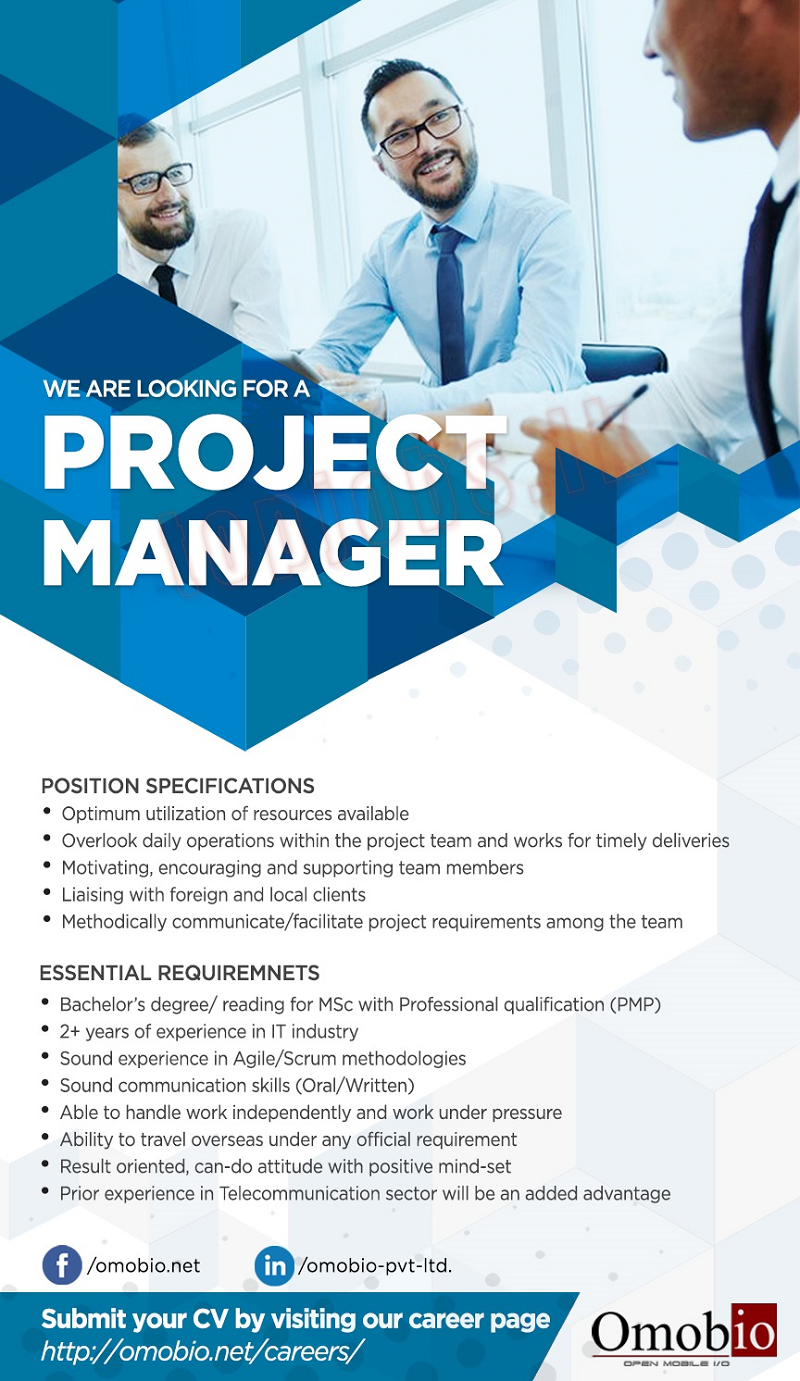 WE ARE LOOKING FOR A
PROJECT
MANAGER
topjobs.lk
POSITION SPECIFICATIONS
• Optimum utilization of resources available
• Overlook daily operations within the project team and works for timely deliveries
• Motivating, encouraging and supporting team members
• Liaising with foreign and local clients
• Methodically communicate/facilitate project requirements among the team
ESSENTIAL REQUIREMNETS
• Bachelor's degree/ reading for MSc with Professional qualification (PMP)
• 2+ years of experience in IT industry
• Sound experience in Agile/Scrum methodologies
• Sound communication skills (Oral/Written)
• Able to handle work independently and work under pressure
• Ability to travel overseas under any official requirement
• Result oriented, can-do attitude with positive mind-set
• Prior experience in Telecommunication sector will be an added advantage
f /omobio.net in /omobio-pvt-ltd.
Submit your CV by visiting our career page
http://omobio.net/careers/
Omobio
OPEN MOBILE I/O